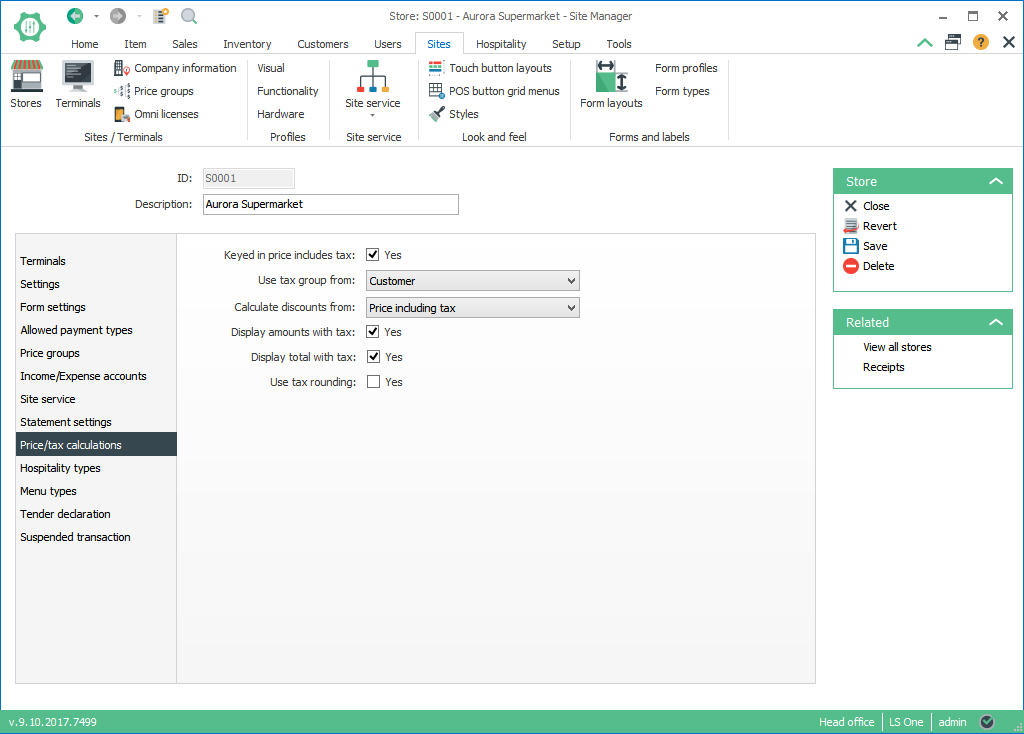 Store: S0001 - Aurora Supermarket - Site Manager
Home Item Sales Inventory Customers Users Sites Hospitality Setup Tools
Stores
Terminals
Company information
Price groups
Omni licenses
Sites / Terminals
Visual
Functionality
Hardware
Profiles
Site service
Site service
Touch button layouts
POS button grid menus
Styles
Look and feel
Form layouts
Form profiles
Form types
Forms and labels
ID: S0001
Description: Aurora Supermarket
Terminals
Settings
Form settings
Allowed payment types
Price groups
Income/Expense accounts
Site service
Statement settings
Price/tax calculations
Hospitality types
Menu types
Tender declaration
Suspended transaction
Keyed in price includes tax: Yes
Use tax group from: Customer
Calculate discounts from: Price including tax
Display amounts with tax: Yes
Display total with tax: Yes
Use tax rounding: Yes
Store
Close
Revert
Save
Delete
Related
View all stores
Receipts
v.9.10.2017.7499
Head office LS One admin